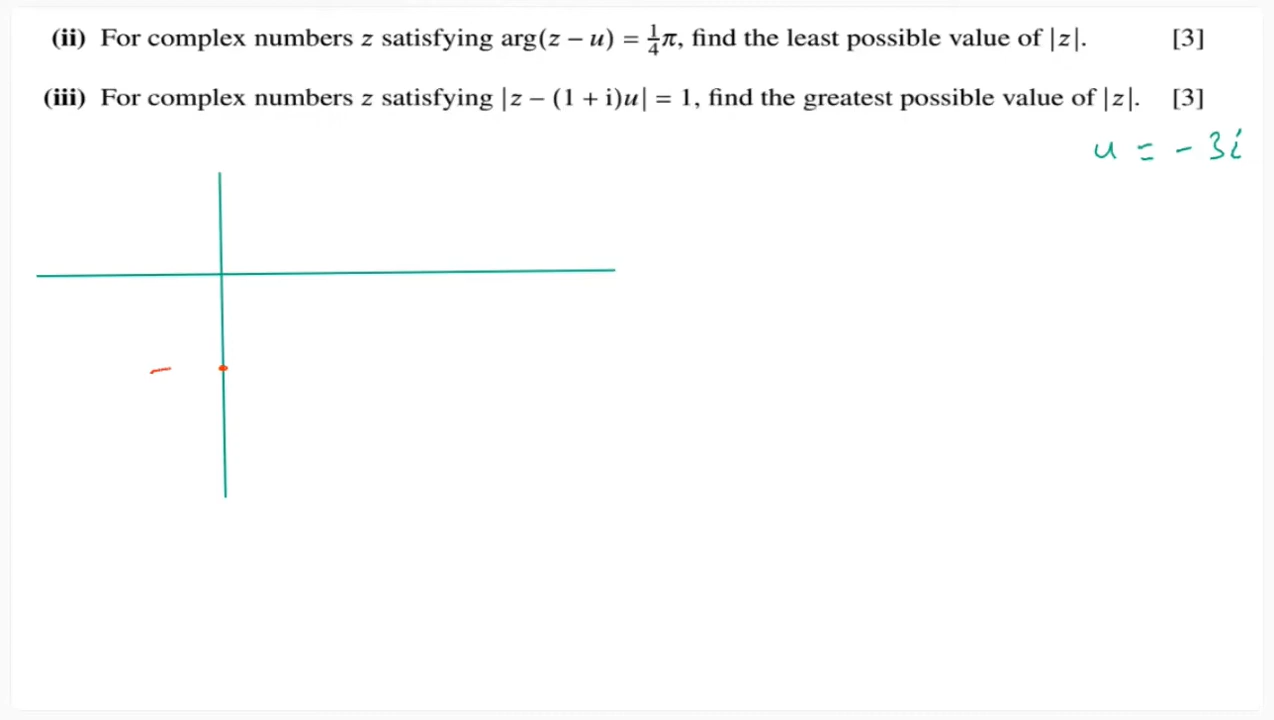 (ii) For complex numbers z satisfying arg(z − u) = ¼π, find the least possible value of |z|. [3]
(iii) For complex numbers z satisfying |z − (1 + i)u| = 1, find the greatest possible value of |z|. [3]
u = − 3i
−